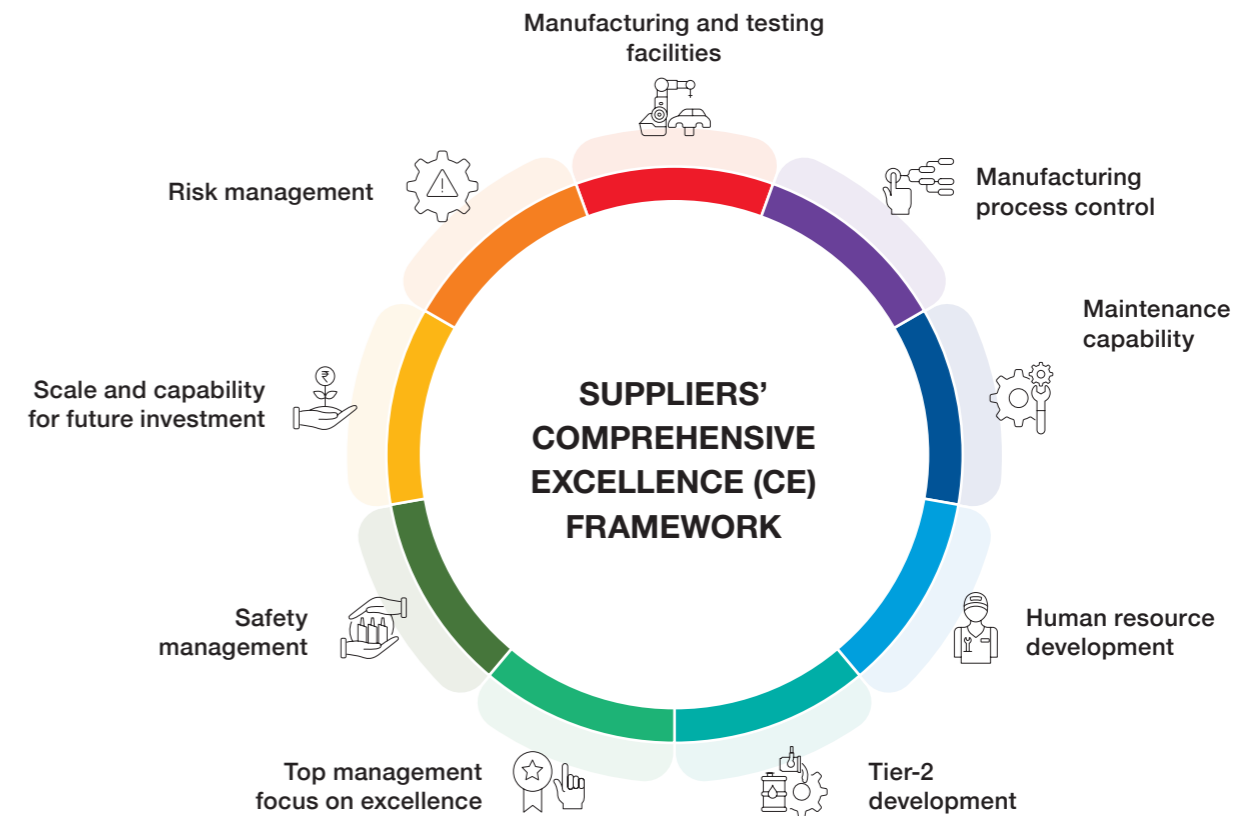 Manufacturing and testing
facilities
Manufacturing
process control
Maintenance
capability
Human resource
development
Tier-2
development
Top management
focus on excellence
Safety
management
Scale and capability
for future investment
₹
Risk management
SUPPLIERS’
COMPREHENSIVE
EXCELLENCE (CE)
FRAMEWORK